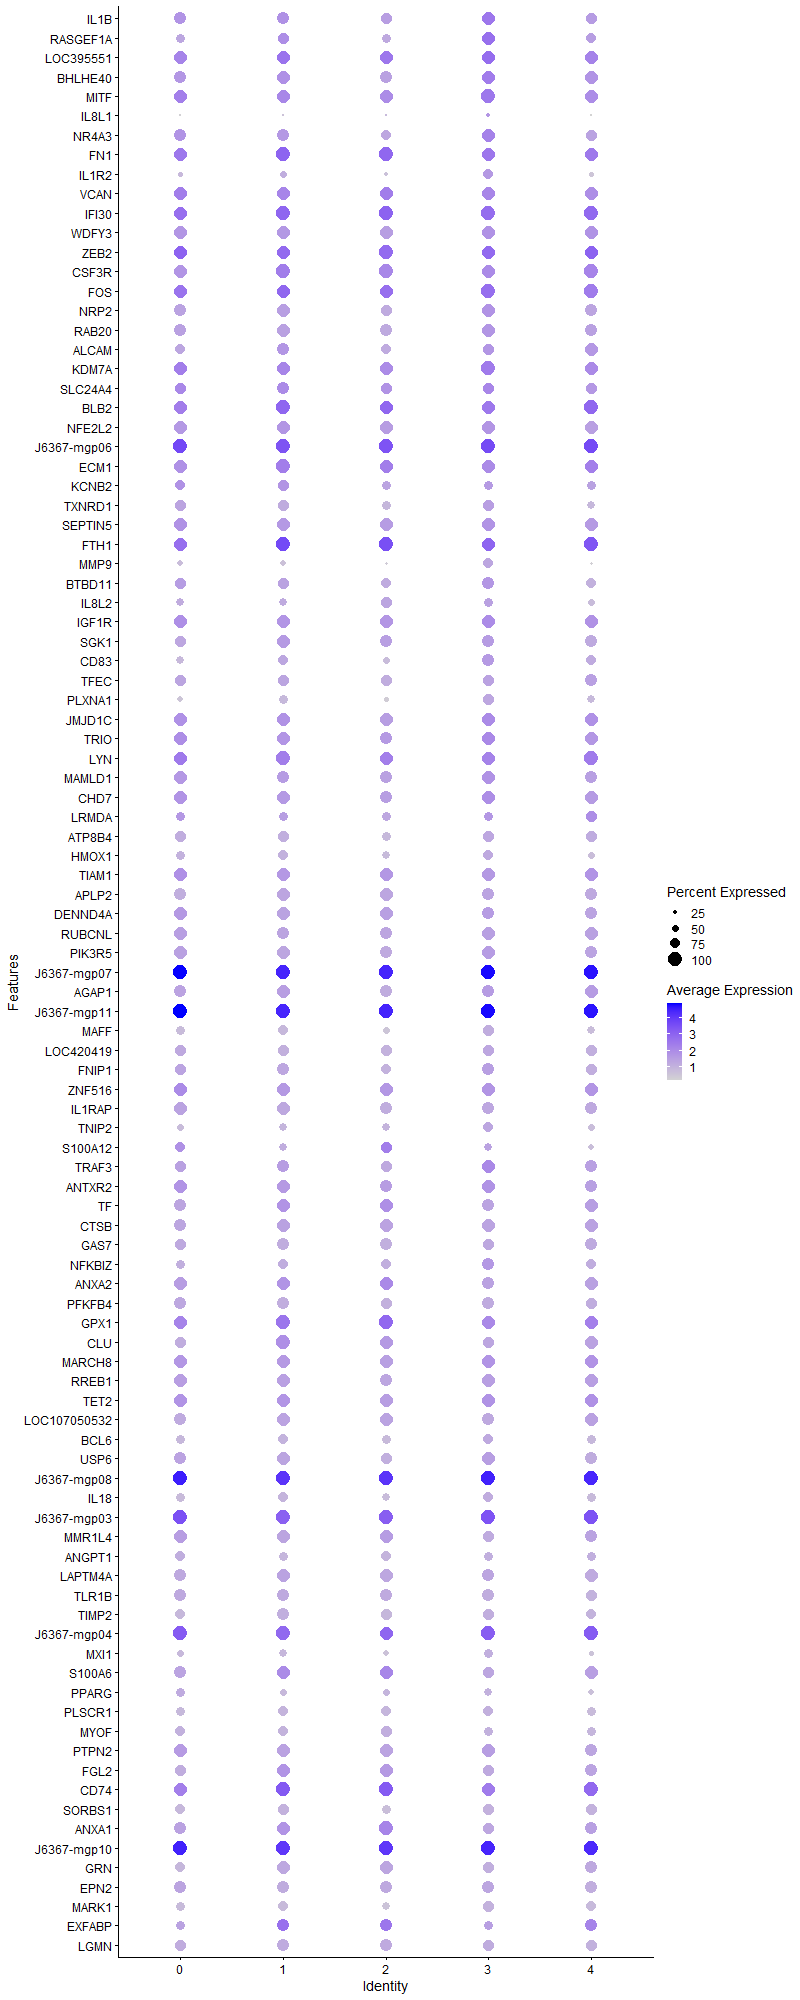 IL1B
RASGEF1A
LOC395551
BHLHE40
MITF
IL8L1
NR4A3
FN1
IL1R2
VCAN
IFI30
WDFY3
ZEB2
CSF3R
FOS
NRP2
RAB20
ALCAM
KDM7A
SLC24A4
BLB2
NFE2L2
J6367-mgp06
ECM1
KCNB2
TXNRD1
SEPTIN5
FTH1
MMP9
BTBD11
IL8L2
IGF1R
SGK1
CD83
TFEC
PLXNA1
JMJD1C
TRIO
LYN
MAMLD1
CHD7
LRMDA
ATP8B4
HMOX1
TIAM1
APLP2
DENND4A
RUBCNL
PIK3R5
J6367-mgp07
AGAP1
J6367-mgp11
MAFF
LOC420419
FNIP1
ZNF516
IL1RAP
TNIP2
S100A12
TRAF3
ANTXR2
TF
CTSB
GAS7
NFKBIZ
ANXA2
PFKFB4
GPX1
CLU
MARCH8
RREB1
TET2
LOC107050532
BCL6
USP6
J6367-mgp08
IL18
J6367-mgp03
MMR1L4
ANGPT1
LAPTM4A
TLR1B
TIMP2
J6367-mgp04
MXI1
S100A6
PPARG
PLSCR1
MYOF
PTPN2
FGL2
CD74
SORBS1
ANXA1
J6367-mgp10
GRN
EPN2
MARK1
EXFABP
LGMN
Features
0 1 2 3 4
Identity
Percent Expressed
25
50
75
100
Average Expression
4
3
2
1